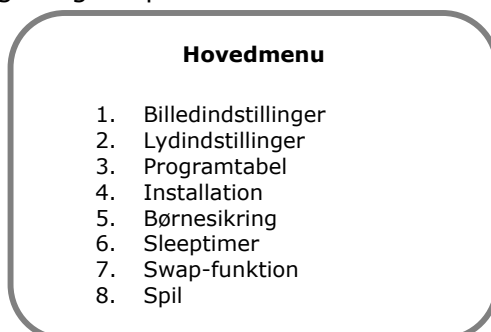 Hovedmenu
1. Billedindstillinger
2. Lydindstillinger
3. Programtabel
4. Installation
5. Børnesikring
6. Sleeptimer
7. Swap-funktion
8. Spil